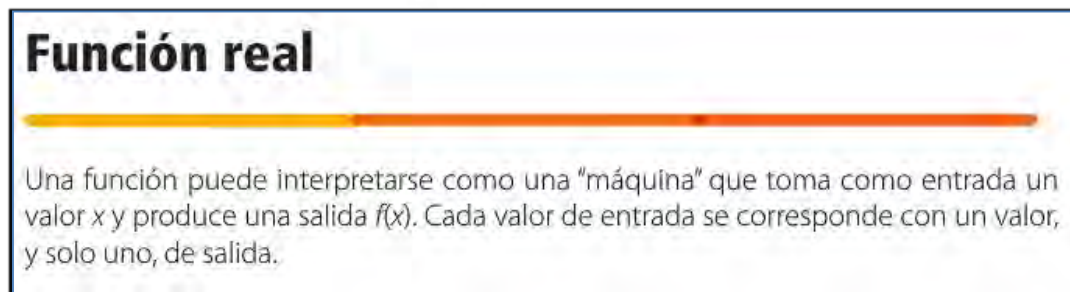 Función real
Una función puede interpretarse como una "máquina" que toma como entrada un
valor x y produce una salida f(x). Cada valor de entrada se corresponde con un valor,
y solo uno, de salida.